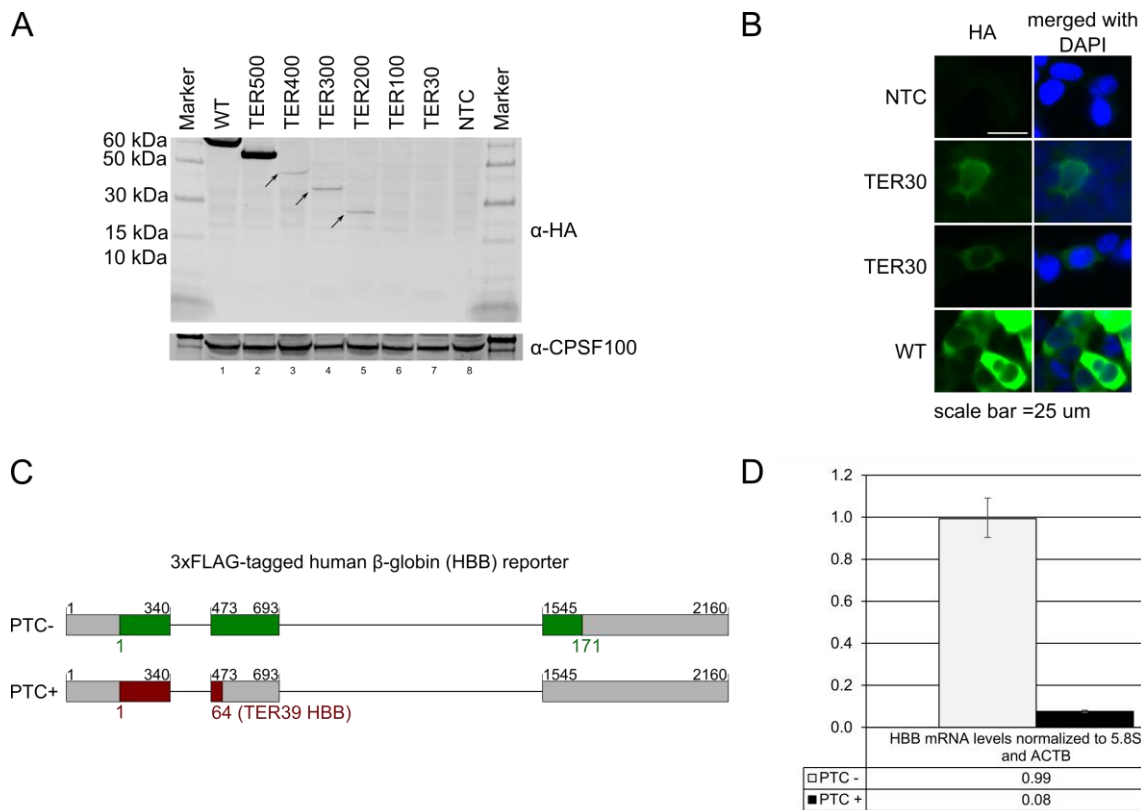 A
Marker
WT
TER500
TER400
TER300
TER200
TER100
TER30
NTC
Marker
60 kDa
50 kDa
30 kDa
15 kDa
10 kDa
α-HA
α-CPSF100
1 2 3 4 5 6 7 8
B
HA
merged with
DAPI
NTC
TER30
TER30
WT
scale bar =25 um
C
3xFLAG-tagged human β-globin (HBB) reporter
1 340 473 693 1545 2160
PTC-
1 171
1 340 473 693 1545 2160
PTC+
1 64 (TER39 HBB)
D
1.2
1.0
0.8
0.6
0.4
0.2
0.0
HBB mRNA levels normalized to 5.8S
and ACTB
PTC - 0.99
PTC + 0.08